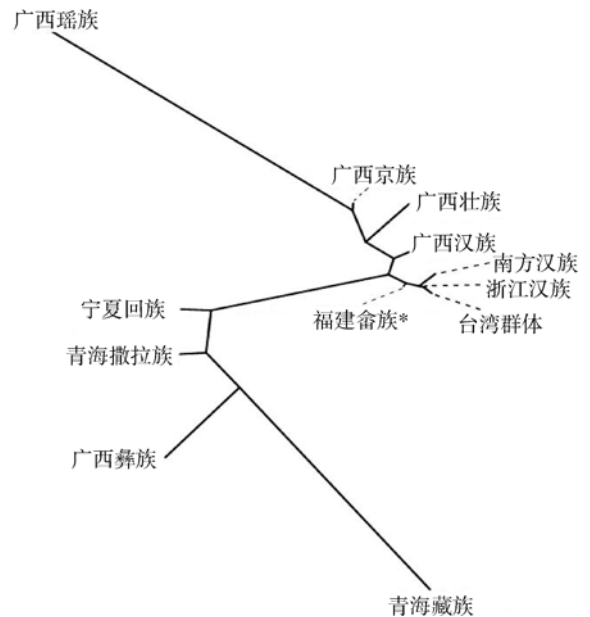 广西瑶族
广西京族
广西壮族
广西汉族
南方汉族
浙江汉族
台湾群体
福建畲族*
宁夏回族
青海撒拉族
广西彝族
青海藏族